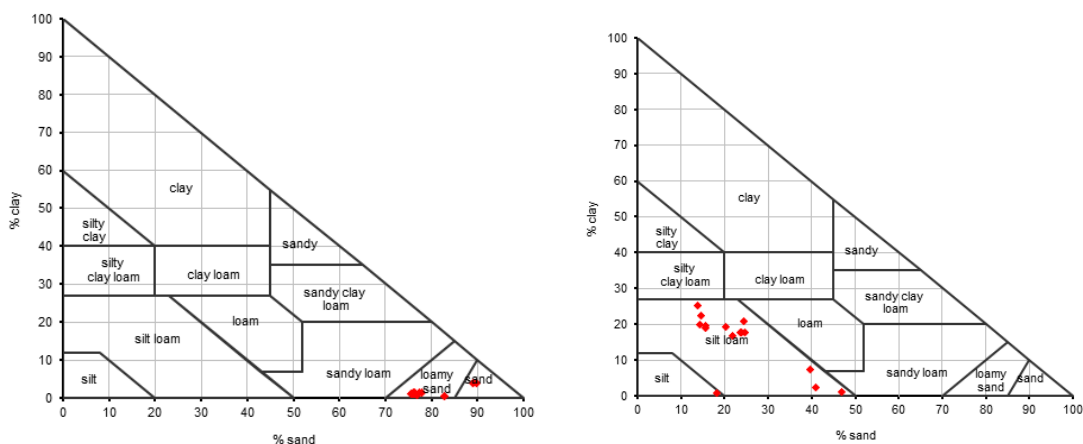 100
90
80
70
60
50
40
30
20
10
0
% clay
clay
silty
clay
sandy
silty
clay loam
clay loam
sandy clay
loam
loam
silt loam
silt
sandy loam
loamy
sand
sand
0 10 20 30 40 50 60 70 80 90 100
% sand
100
90
80
70
60
50
40
30
20
10
0
% clay
clay
silty
clay
sandy
silty
clay loam
clay loam
sandy clay
loam
loam
silt loam
silt
sandy loam
loamy
sand
sand
0 10 20 30 40 50 60 70 80 90 100
% sand